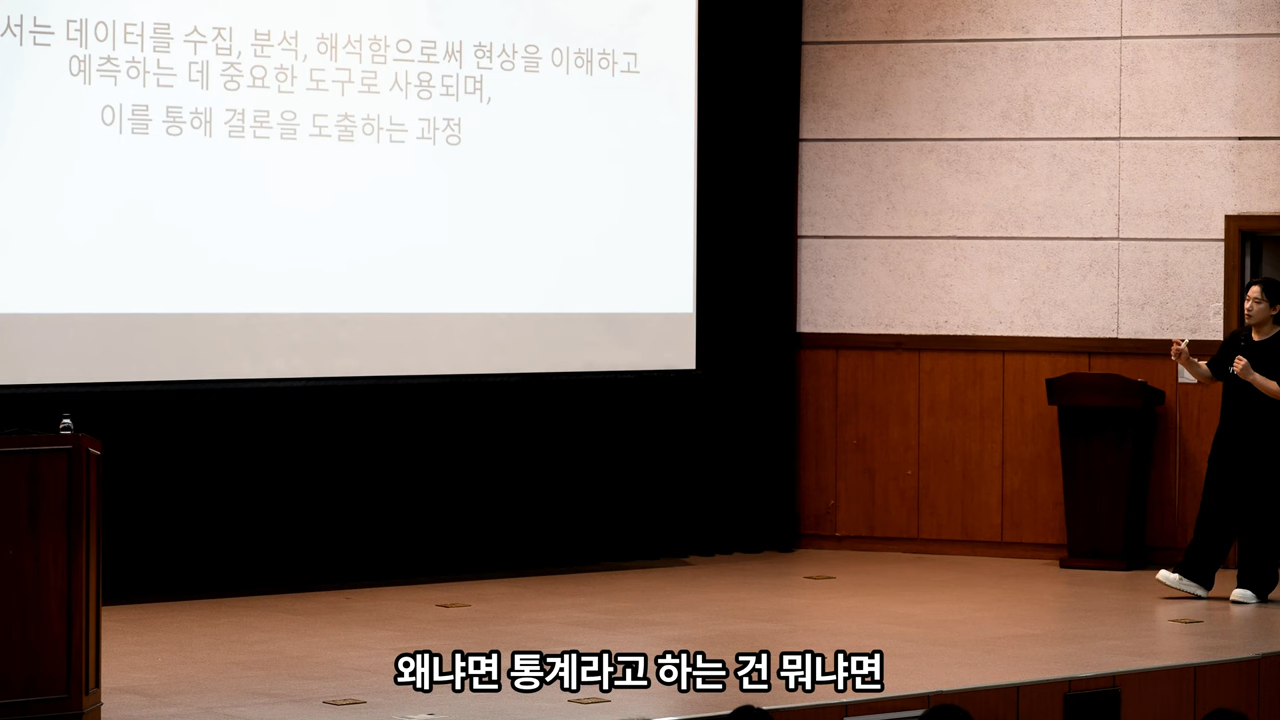 서는 데이터를 수집, 분석, 해석함으로써 현상을 이해하고
예측하는 데 중요한 도구로 사용되며,
이를 통해 결론을 도출하는 과정
왜냐면 통계라고 하는 건 뭐냐면